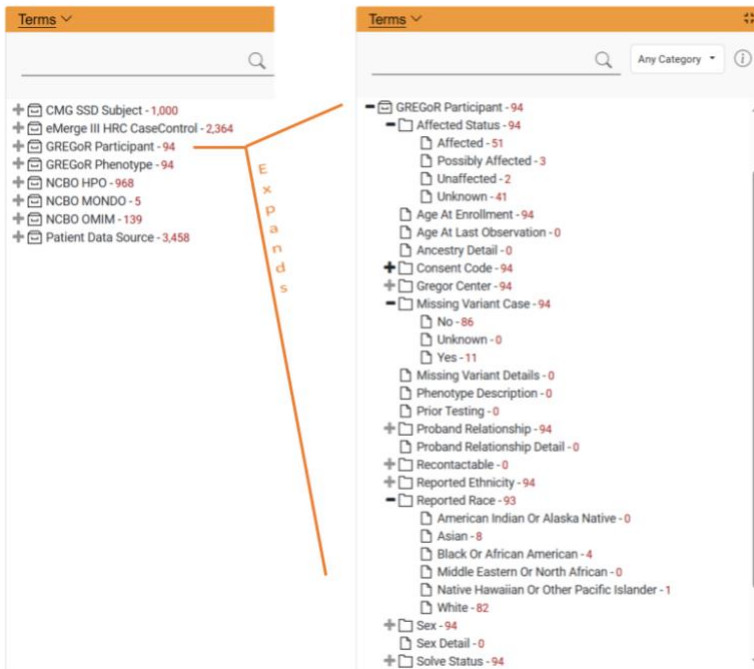 Terms
CMG SSD Subject - 1,000
eMerge III HRC CaseControl - 2,364
GREGoR Participant - 94
GREGoR Phenotype - 94
NCBO HPO - 968
NCBO MONDO - 5
NCBO OMIM - 139
Patient Data Source - 3,458
Expands
Terms
Any Category
i
GREGoR Participant - 94
Affected Status - 94
Affected - 51
Possibly Affected - 3
Unaffected - 2
Unknown - 41
Age At Enrollment - 94
Age At Last Observation - 0
Ancestry Detail - 0
Consent Code - 94
Gregor Center - 94
Missing Variant Case - 94
No - 86
Unknown - 0
Yes - 11
Missing Variant Details - 0
Phenotype Description - 0
Prior Testing - 0
Proband Relationship - 94
Proband Relationship Detail - 0
Recontactable - 0
Reported Ethnicity - 94
Reported Race - 93
American Indian Or Alaska Native - 0
Asian - 8
Black Or African American - 4
Middle Eastern Or North African - 0
Native Hawaiian Or Other Pacific Islander - 1
White - 82
Sex - 94
Sex Detail - 0
Solve Status - 94